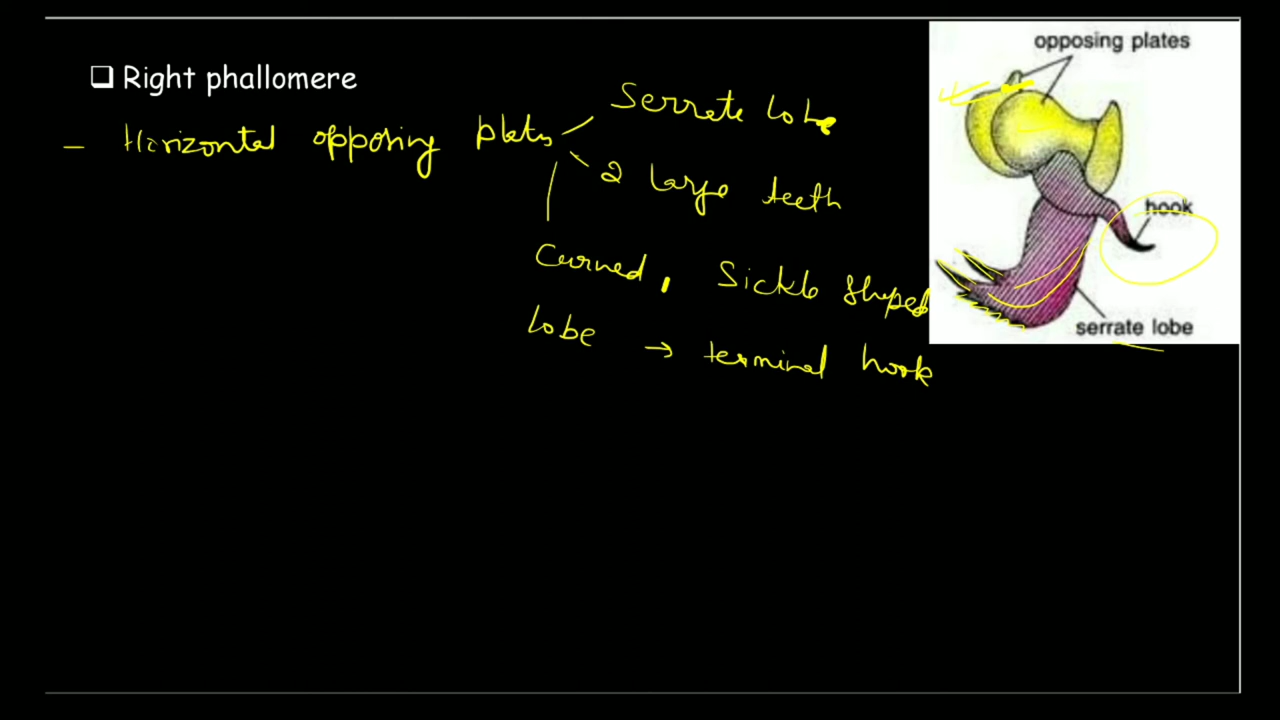 Right phallomere
- Horizontal opposing plates
Serrate lobe
2 large teeth
Curved, Sickle shaped
lobe → terminal hook
opposing plates
hook
serrate lobe